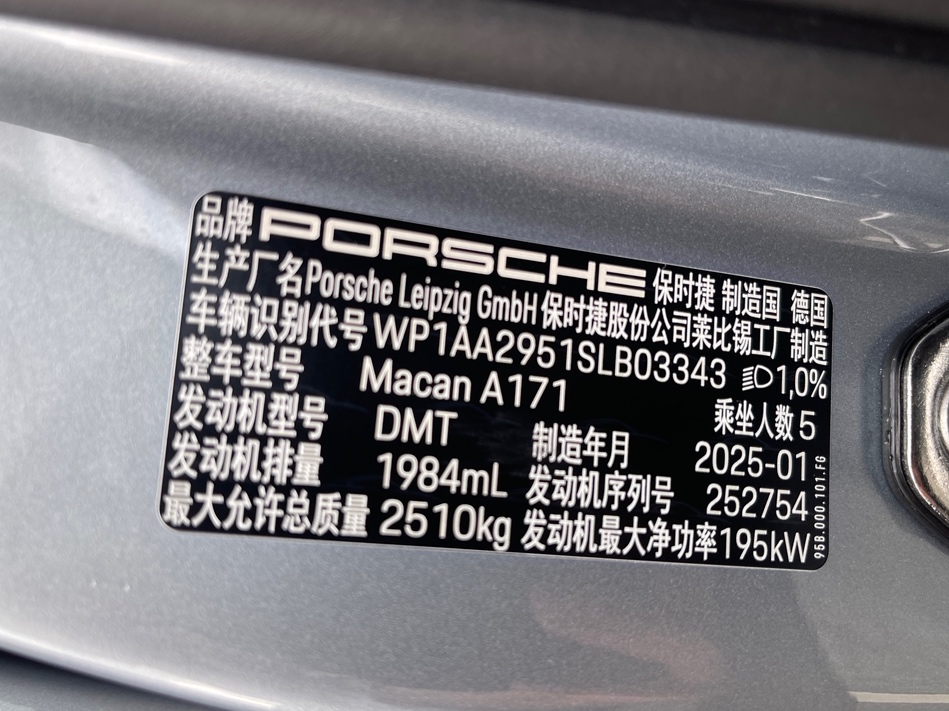 品牌 PORSCHE 保时捷 制造国 德国
生产厂名 Porsche Leipzig GmbH 保时捷股份公司莱比锡工厂制造
车辆识别代号 WP1AA2951SLB03343 1,0%
整车型号 Macan A171 乘坐人数 5
发动机型号 DMT 制造年月 2025-01
发动机排量 1984mL 发动机序列号 252754
最大允许总质量 2510kg 发动机最大净功率 195kW
95B.000.101.FG